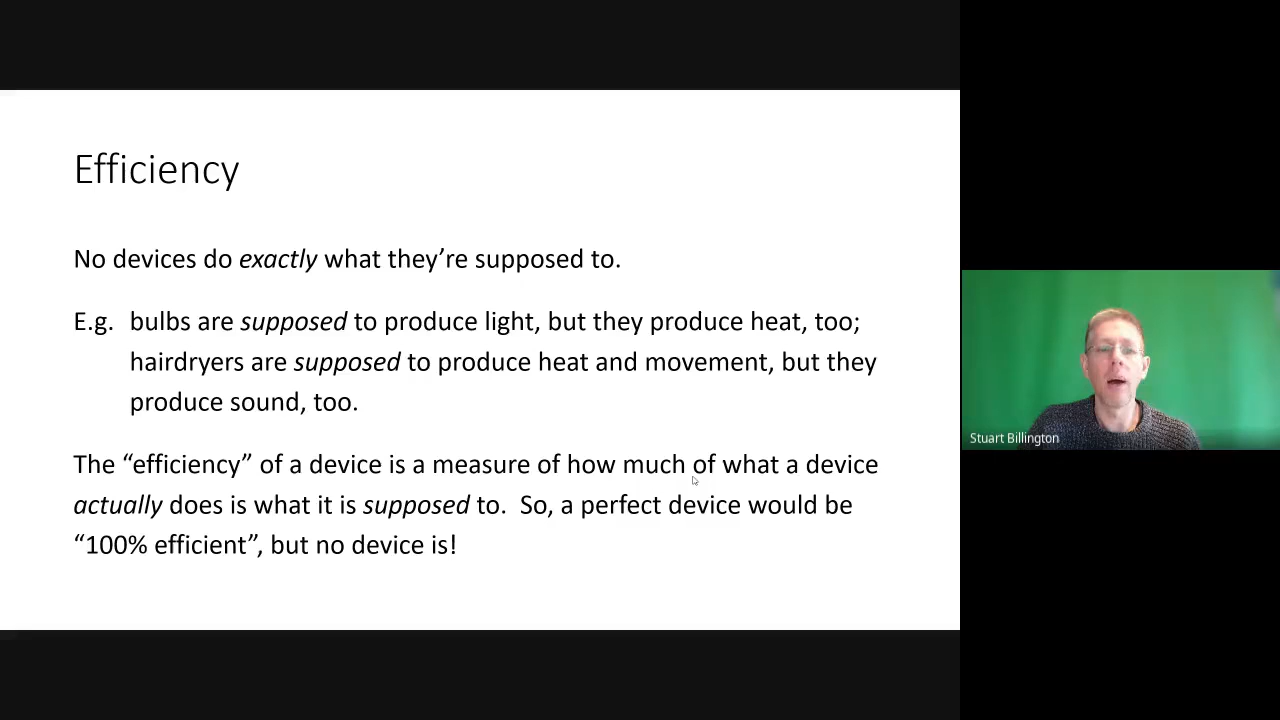 Efficiency
No devices do exactly what they’re supposed to.
E.g. bulbs are supposed to produce light, but they produce heat, too;
hairdryers are supposed to produce heat and movement, but they
produce sound, too.
The “efficiency” of a device is a measure of how much of what a device
actually does is what it is supposed to. So, a perfect device would be
“100% efficient”, but no device is!
Stuart Billington